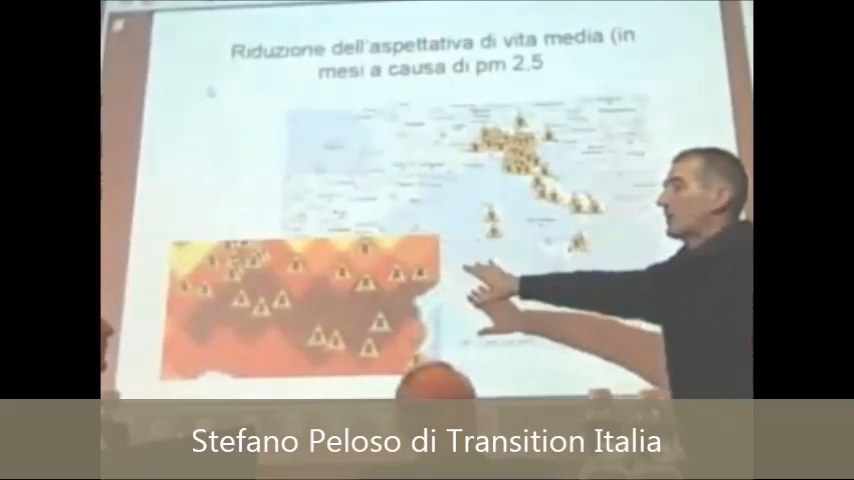 Riduzione dell'aspettativa di vita media (in
mesi a causa di pm 2.5
Stefano Peloso di Transition Italia